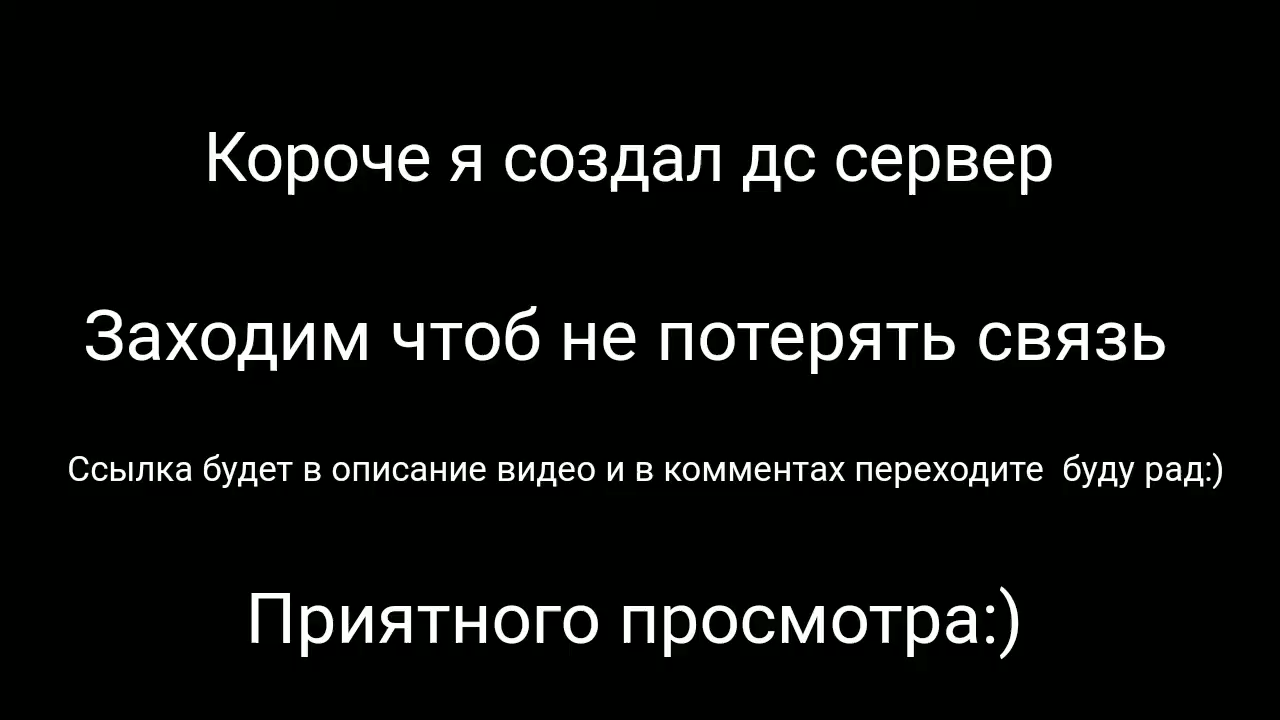 Короче я создал дс сервер
Заходим чтоб не потерять связь
Ссылка будет в описание видео и в комментах переходите  буду рад:)
Приятного просмотра:)